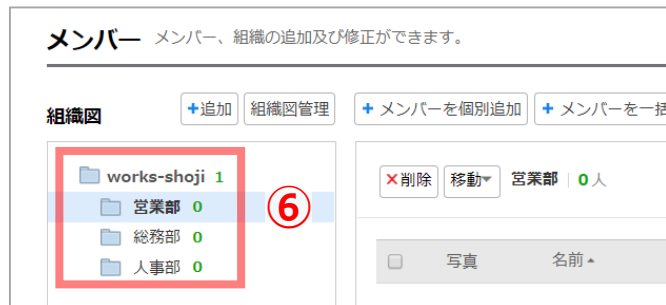 メンバー メンバー、組織の追加及び修正ができます。
組織図 +追加 組織図管理 + メンバーを個別追加 + メンバーを一括
works-shoji 1
営業部 0
総務部 0
人事部 0
⑥
×削除 移動▼ 営業部 | 0人
写真 名前▲